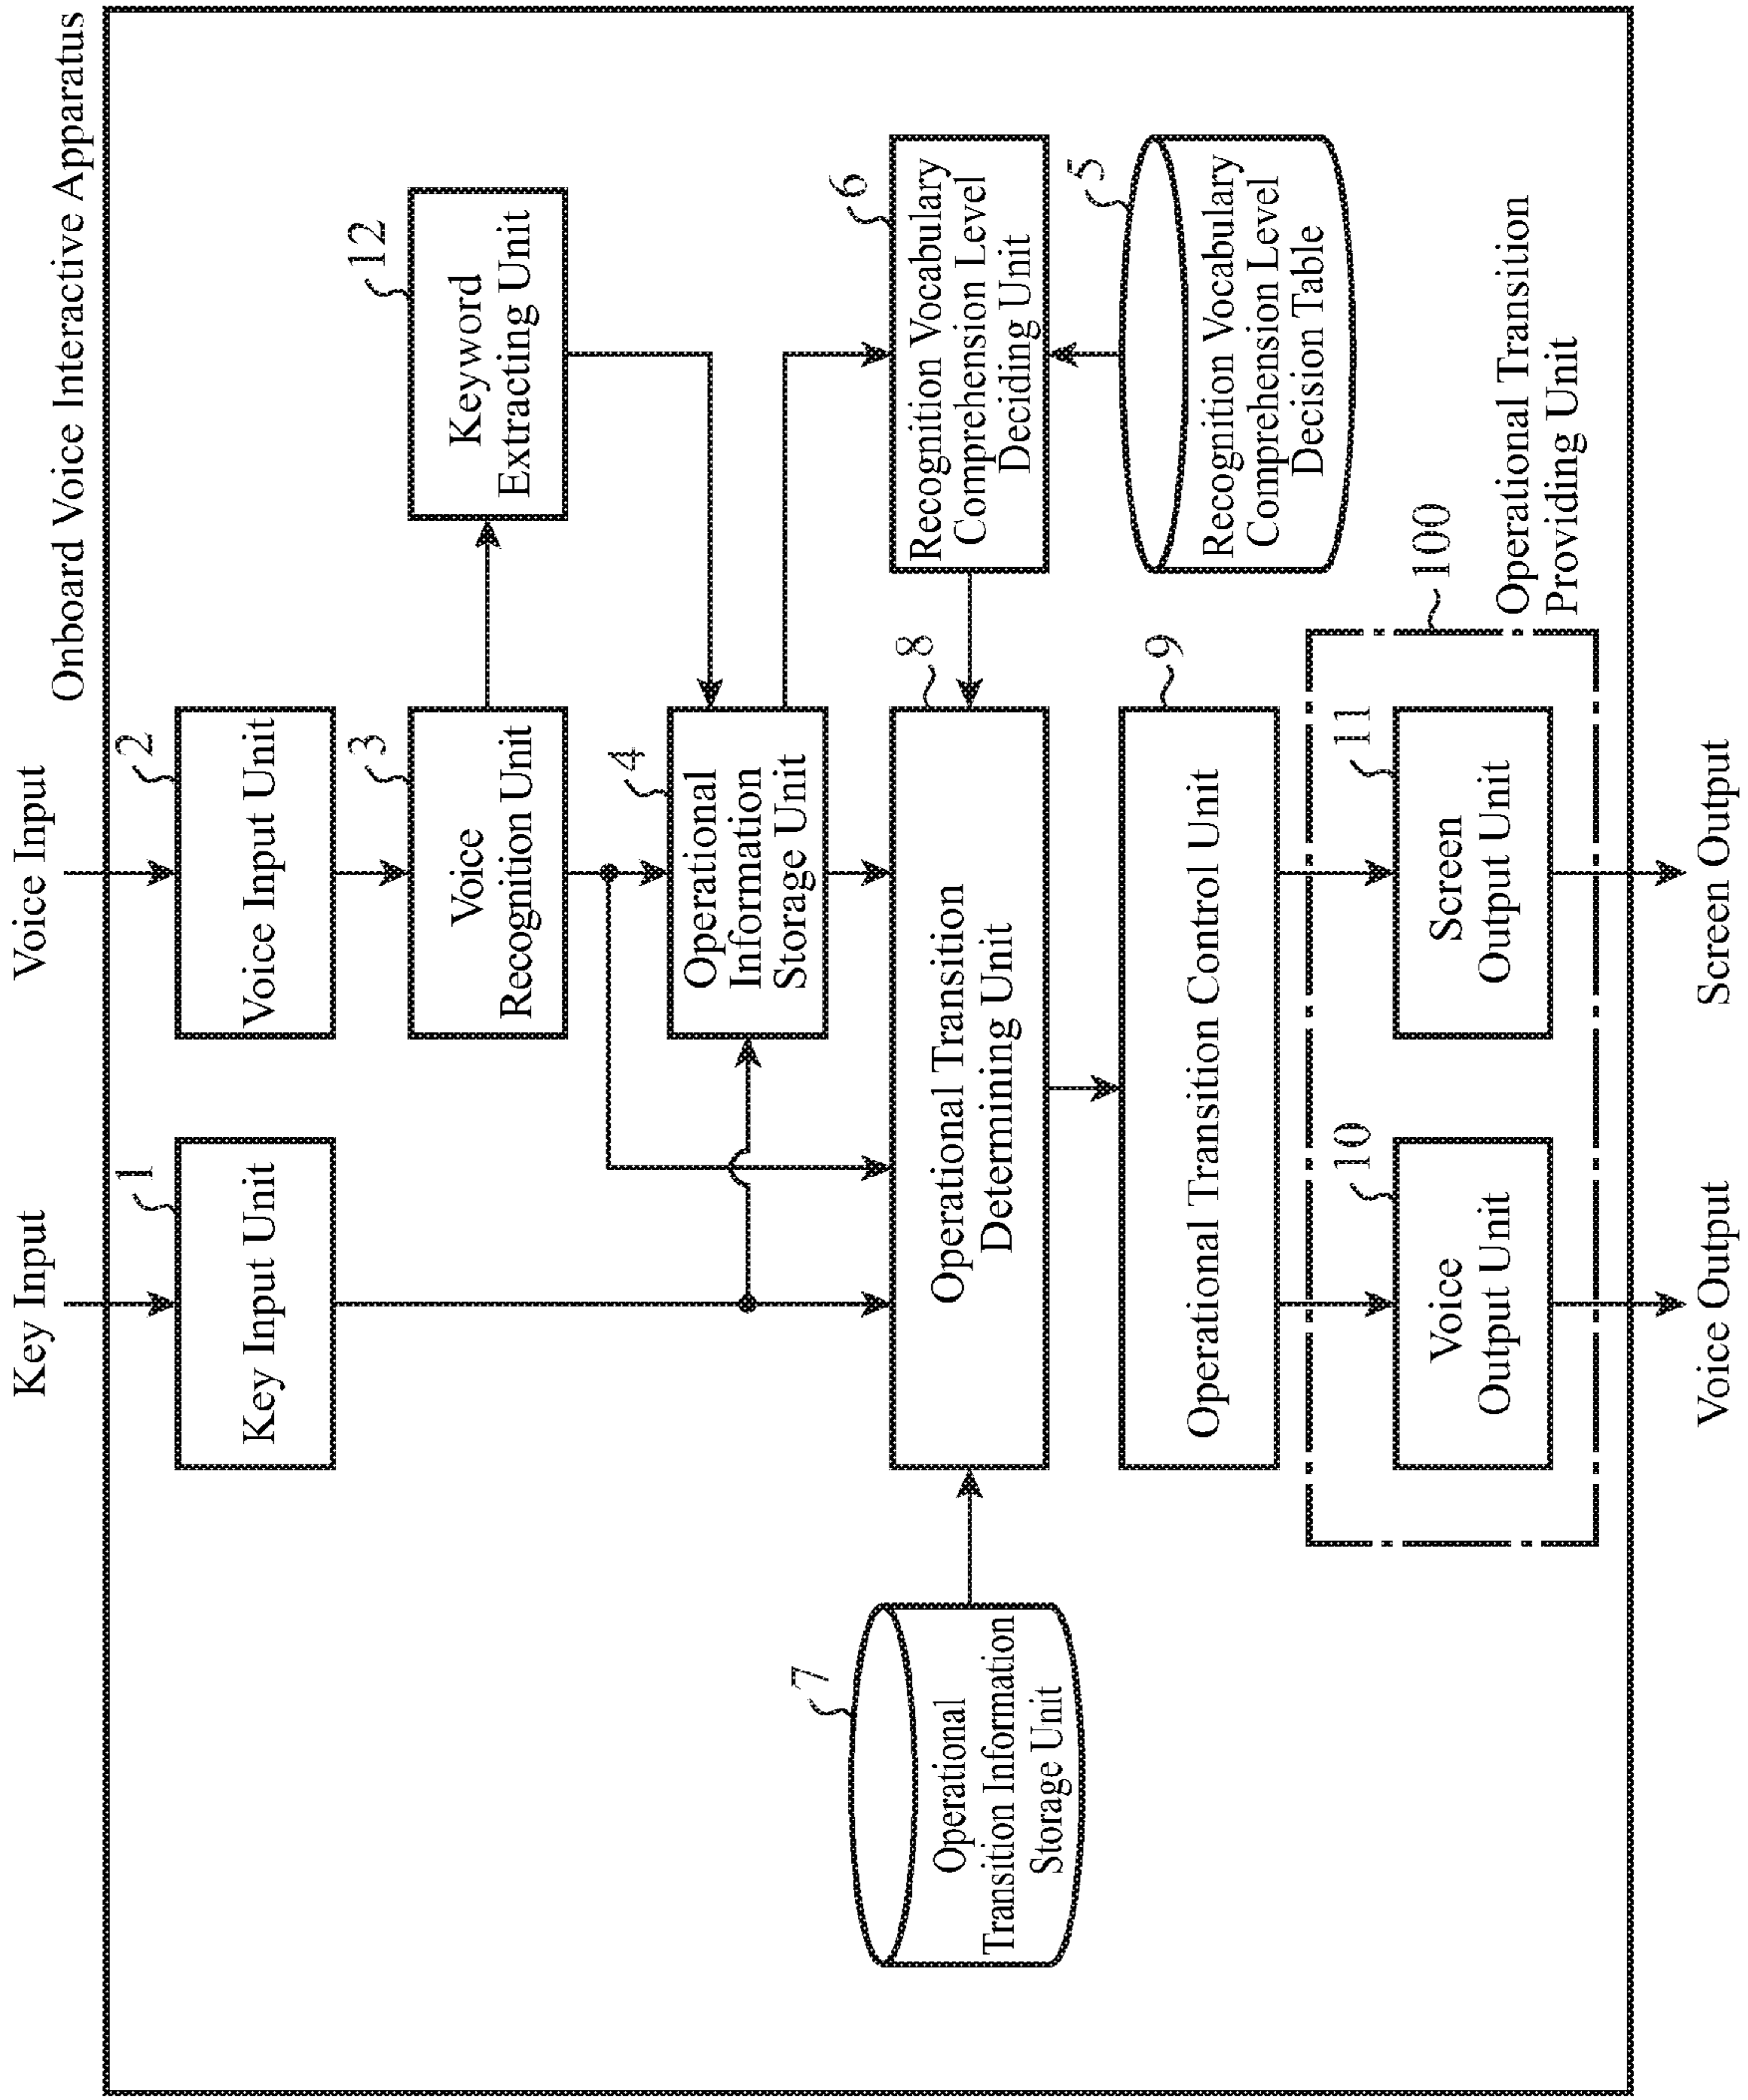 Onboard Voice Interactive Apparatus
Key Input
Voice Input
1
Key Input Unit
2
Voice Input Unit
3
Voice
Recognition Unit
12
Keyword
Extracting Unit
4
Operational
Information
Storage Unit
7
Operational
Transition Information
Storage Unit
8
Operational Transition
Determining Unit
6
Recognition Vocabulary
Comprehension Level
Deciding Unit
5
Recognition Vocabulary
Comprehension Level
Decision Table
9
Operational Transition Control Unit
100
Operational Transition
Providing Unit
10
Voice
Output Unit
11
Screen
Output Unit
Voice Output
Screen Output